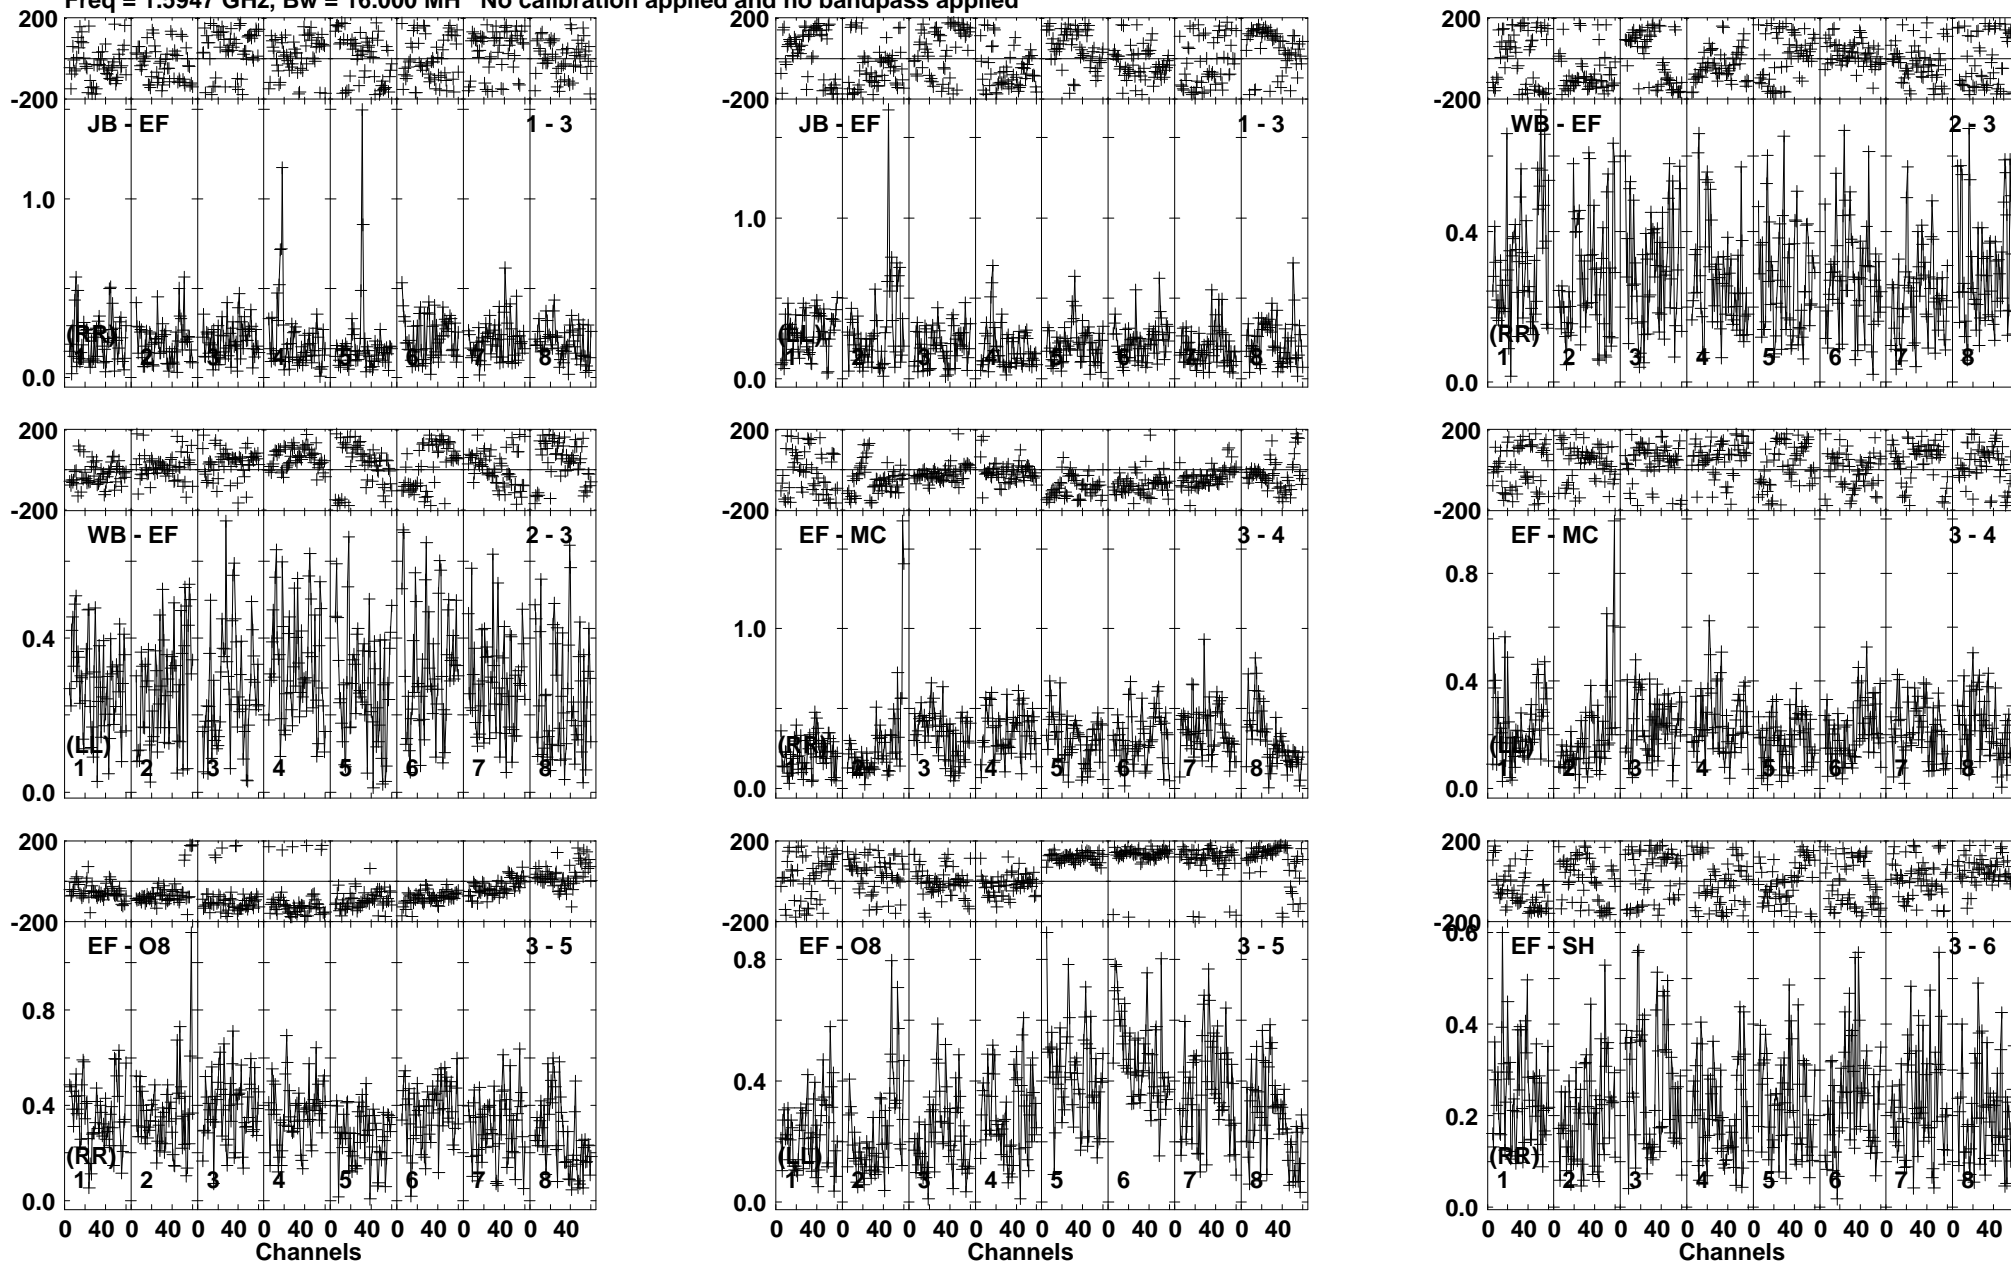 Freq = 1.5947 GHz, Bw = 16.000 MH No calibration applied and no bandpass applied
200 200 200
-200 -200 -200
JB - EF 1 - 3 JB - EF 1 - 3 WB - EF 2 - 3
1.0 1.0 0.4
(RR) (LL) (RR)
1 2 3 4 5 6 7 8 1 2 3 4 5 6 7 8 1 2 3 4 5 6 7 8
0.0 0.0 0.0
200 200 200
-200 -200 -200
WB - EF 2 - 3 EF - MC 3 - 4 EF - MC 3 - 4
0.4 1.0 0.8
0.4
(LL) (RR) (LL)
1 2 3 4 5 6 7 8 1 2 3 4 5 6 7 8 1 2 3 4 5 6 7 8
0.0 0.0 0.0
200 200 200
-200 -200 -200
0.6
EF - O8 3 - 5 EF - O8 3 - 5 EF - SH 3 - 6
0.8 0.8 0.4
0.4 0.4 0.2
(RR) (LL) (RR)
1 2 3 4 5 6 7 8 1 2 3 4 5 6 7 8 1 2 3 4 5 6 7 8
0.0 0.0 0.0
0 40 0 40 0 40 0 40 0 40 0 40 0 40 0 40 0 40 0 40 0 40 0 40 0 40 0 40 0 40 0 40 0 40 0 40 0 40 0 40 0 40 0 40 0 40 0 40
Channels Channels Channels